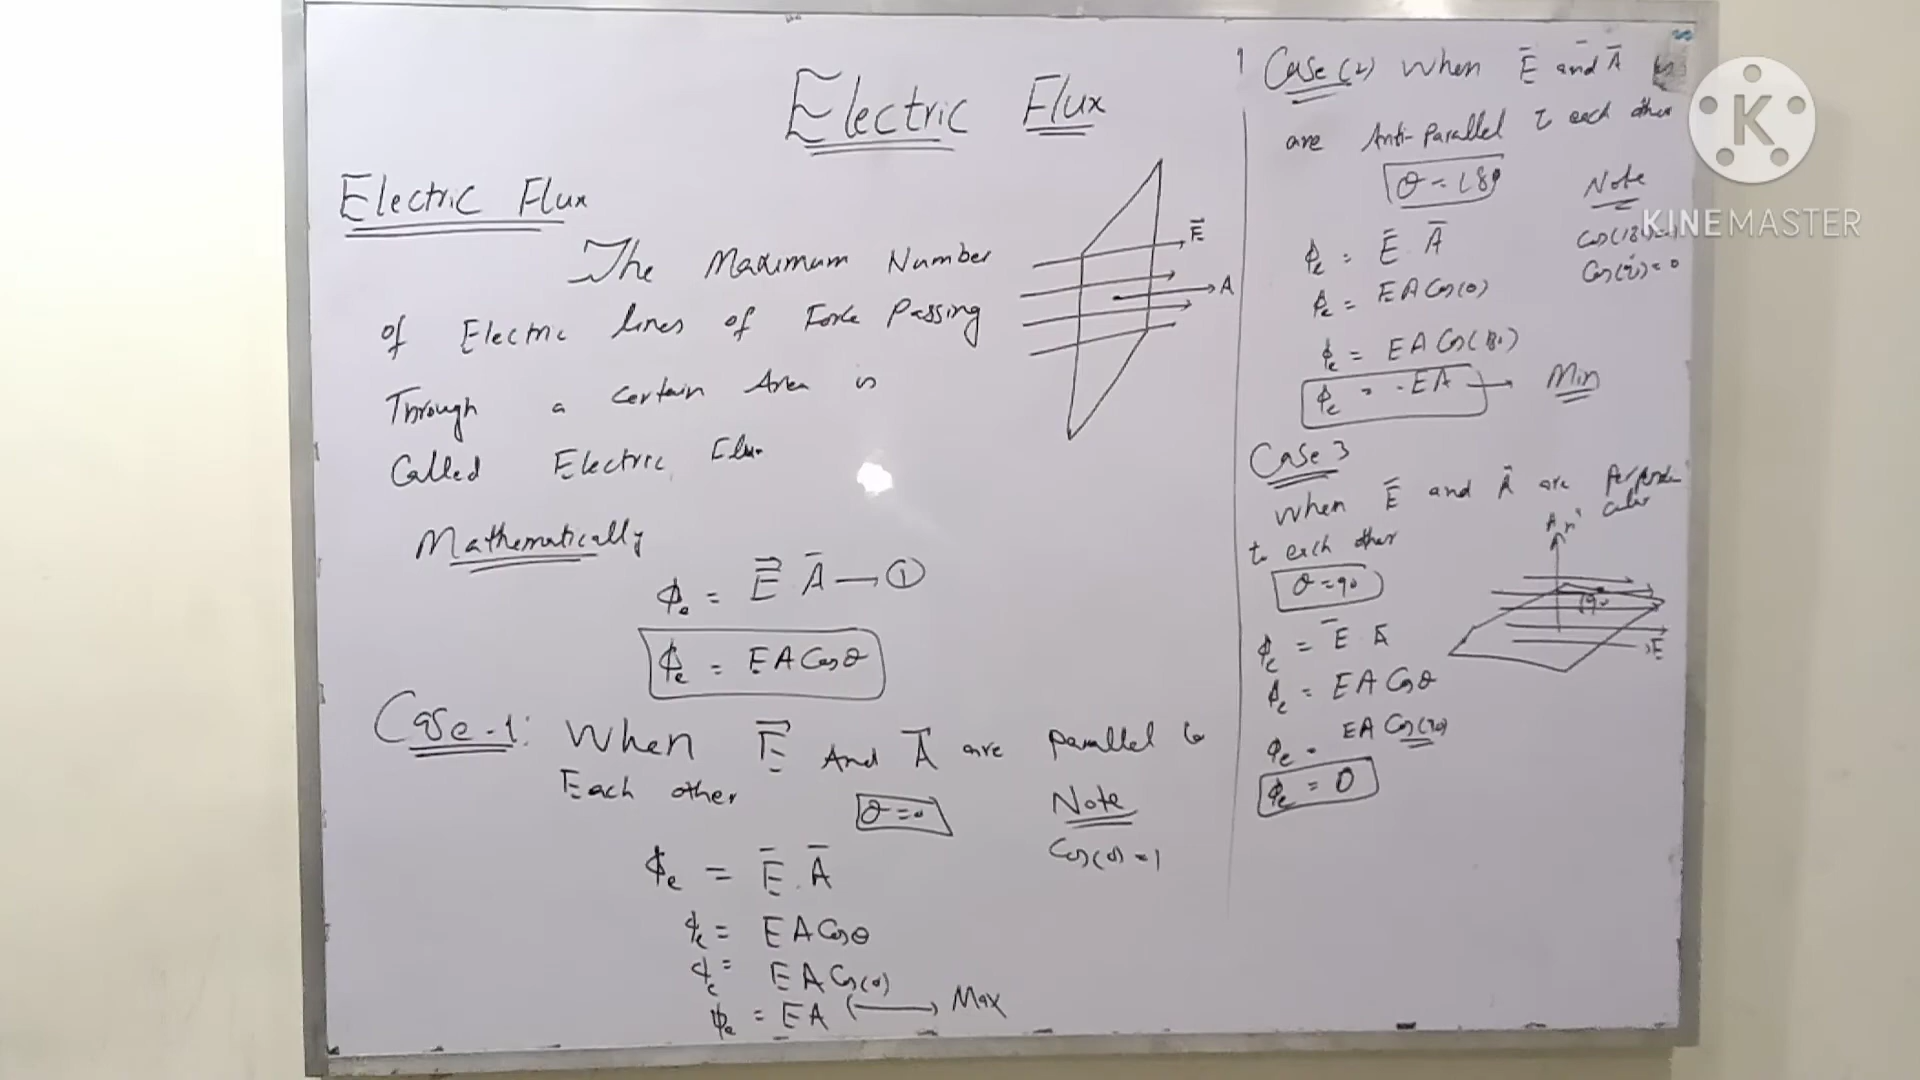 Electric Flux
Electric Flux
The Maximum Number
of Electric lines of Force Passing
Through a certain Area is
Called Electric Flux
E
A
Mathematically
ϕe = E A — ①
ϕe = EA Cosθ
Case-1: When E And A are parallel to
Each other
θ=0
Note
Cos(0)=1
ϕe = E . A
ϕe = EA Cosθ
ϕe = EA Cos(0)
ϕe = EA → Max
Case (2) When E and A
are Anti-Parallel to each other
θ = 180
Note
ϕe = E . A
ϕe = EA Cos(θ)
ϕe = EA Cos(180)
ϕe = -EA → Min
Case 3
When E and A are Perpendi
cular
to each other
θ=90
A n
90
E
ϕe = E A
ϕe = EA Cosθ
ϕe = EA Cos(90)
ϕe = 0
K
KINEMASTER